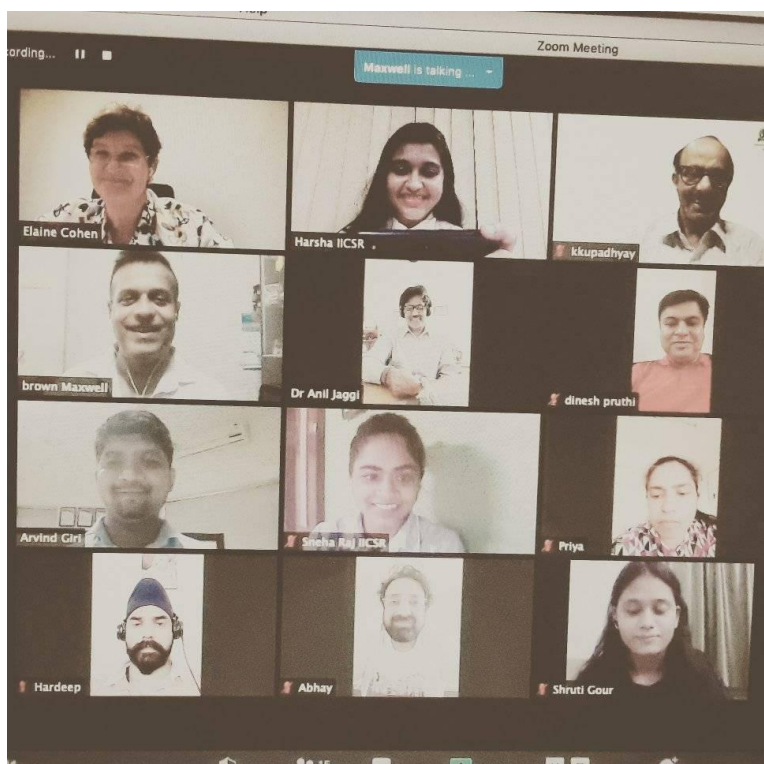 Zoom Meeting
Maxwell is talking ...
Elaine Cohen
Harsha IICSR
kkupadhyay
brown Maxwell
Dr Anil Jaggi
dinesh pruthi
Arvind Giri
Sneha Raj IICSR
Priya
Hardeep
Abhay
Shruti Gour